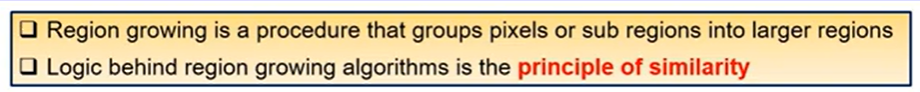 ❑ Region growing is a procedure that groups pixels or sub regions into larger regions
❑ Logic behind region growing algorithms is the principle of similarity